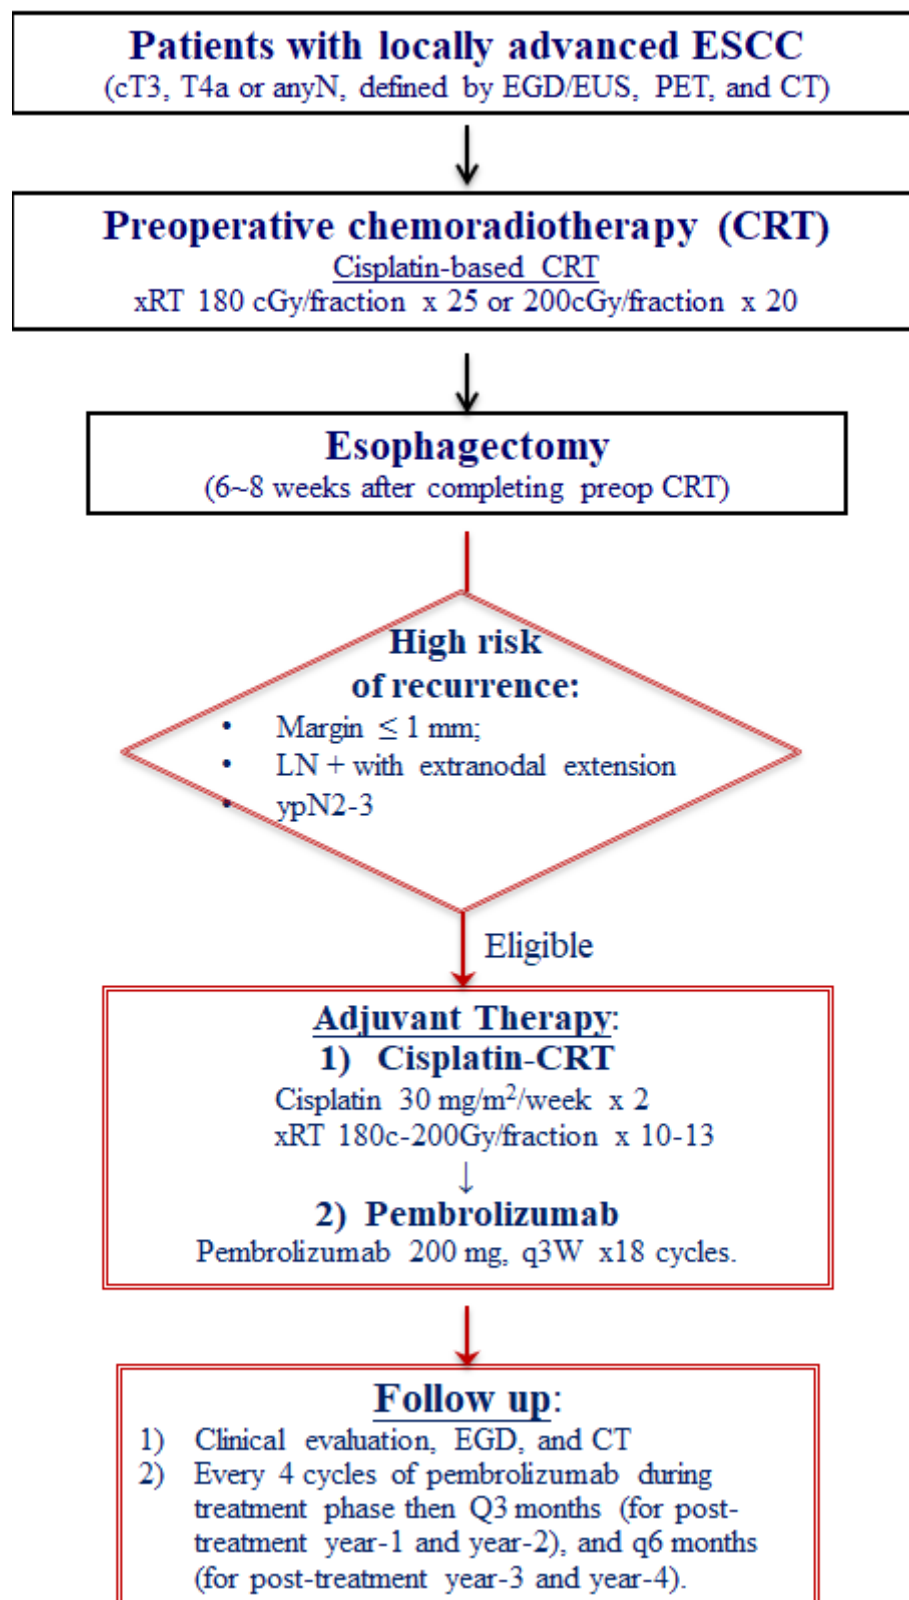 Patients with locally advanced ESCC
(cT3, T4a or anyN, defined by EGD/EUS, PET, and CT)
Preoperative chemoradiotherapy (CRT)
Cisplatin-based CRT
xRT 180 cGy/fraction x 25 or 200cGy/fraction x 20
Esophagectomy
(6~8 weeks after completing preop CRT)
High risk
of recurrence:
• Margin ≤ 1 mm;
• LN + with extranodal extension
• ypN2-3
Eligible
Adjuvant Therapy:
1) Cisplatin-CRT
Cisplatin 30 mg/m²/week x 2
xRT 180c-200Gy/fraction x 10-13
↓
2) Pembrolizumab
Pembrolizumab 200 mg, q3W x18 cycles.
Follow up:
1) Clinical evaluation, EGD, and CT
2) Every 4 cycles of pembrolizumab during
treatment phase then Q3 months (for post-
treatment year-1 and year-2), and q6 months
(for post-treatment year-3 and year-4).